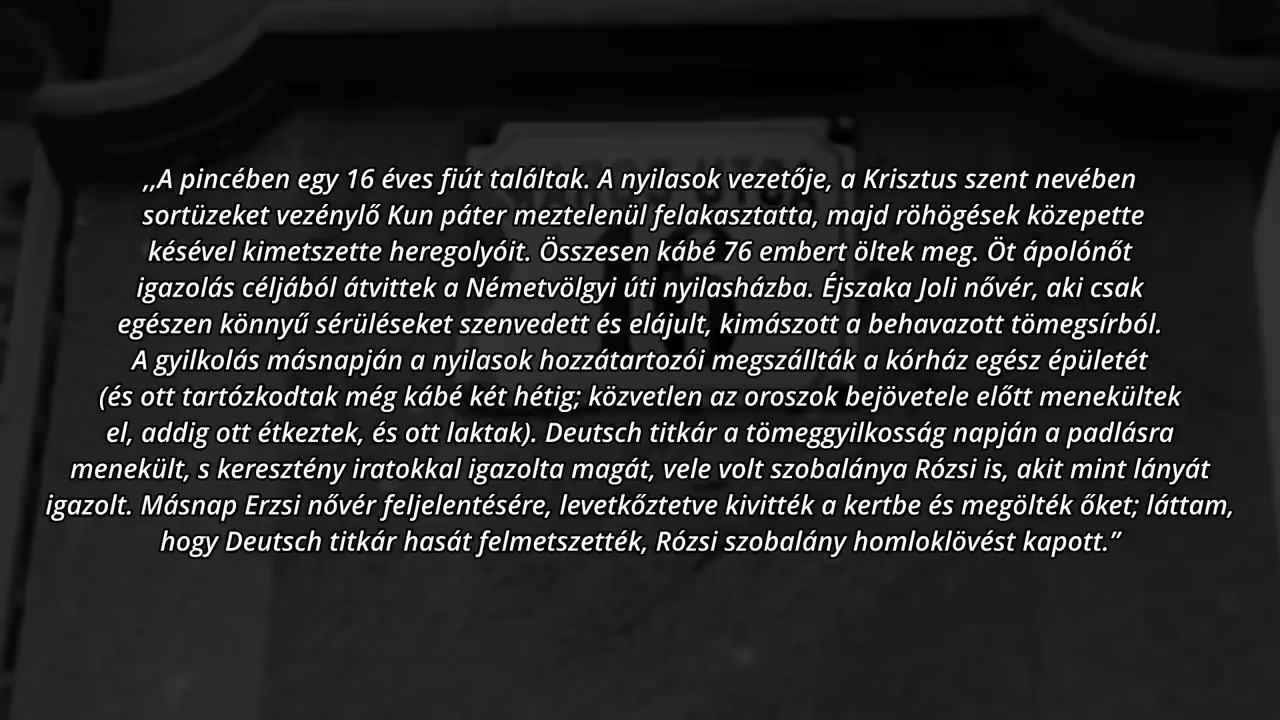 ,,A pincében egy 16 éves fiút találtak. A nyilasok vezetője, a Krisztus szent nevében
sortüzeket vezénylő Kun páter meztelenül felakasztatta, majd röhögések közepette
késével kimetszette heregolyóit. Összesen kábé 76 embert öltek meg. Öt ápolónőt
igazolás céljából átvittek a Németvölgyi úti nyilasházba. Éjszaka Joli nővér, aki csak
egészen könnyű sérüléseket szenvedett és elájult, kimászott a behavazott tömegsírból.
A gyilkolás másnapján a nyilasok hozzátartozói megszállták a kórház egész épületét
(és ott tartózkodtak még kábé két hétig; közvetlen az oroszok bejövetele előtt menekültek
el, addig ott étkeztek, és ott laktak). Deutsch titkár a tömeggyilkosság napján a padlásra
menekült, s keresztény iratokkal igazolta magát, vele volt szobalánya Rózsi is, akit mint lányát
igazolt. Másnap Erzsi nővér feljelentésére, levetkőztetve kivitték a kertbe és megölték őket; láttam,
hogy Deutsch titkár hasát felmetszették, Rózsi szobalány homloklövést kapott.”